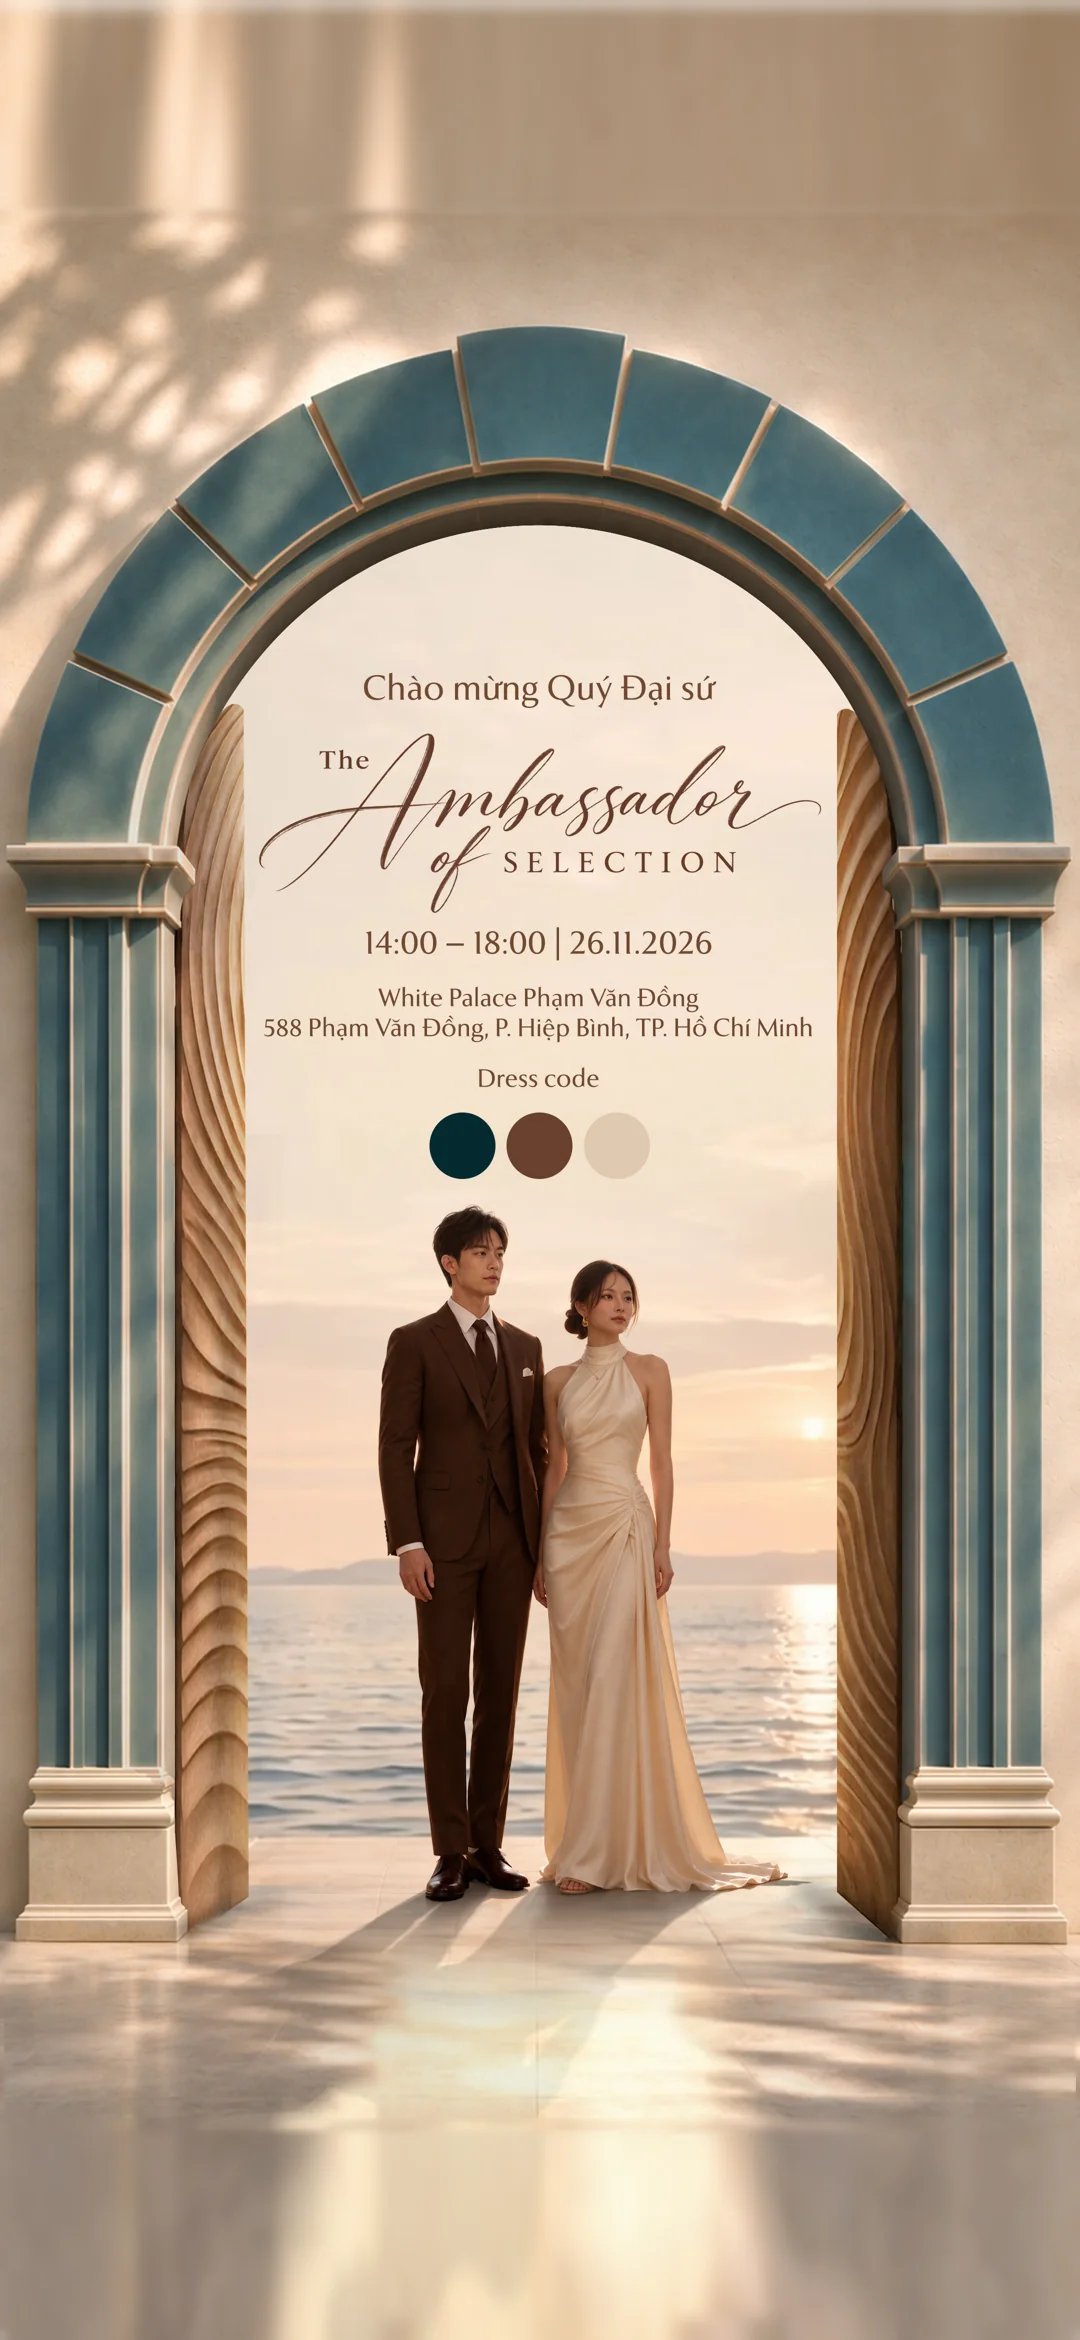 Chào mừng Quý Đại sứ
The Ambassador
of SELECTION
14:00 – 18:00 | 26.11.2026
White Palace Phạm Văn Đồng
588 Phạm Văn Đồng, P. Hiệp Bình, TP. Hồ Chí Minh
Dress code